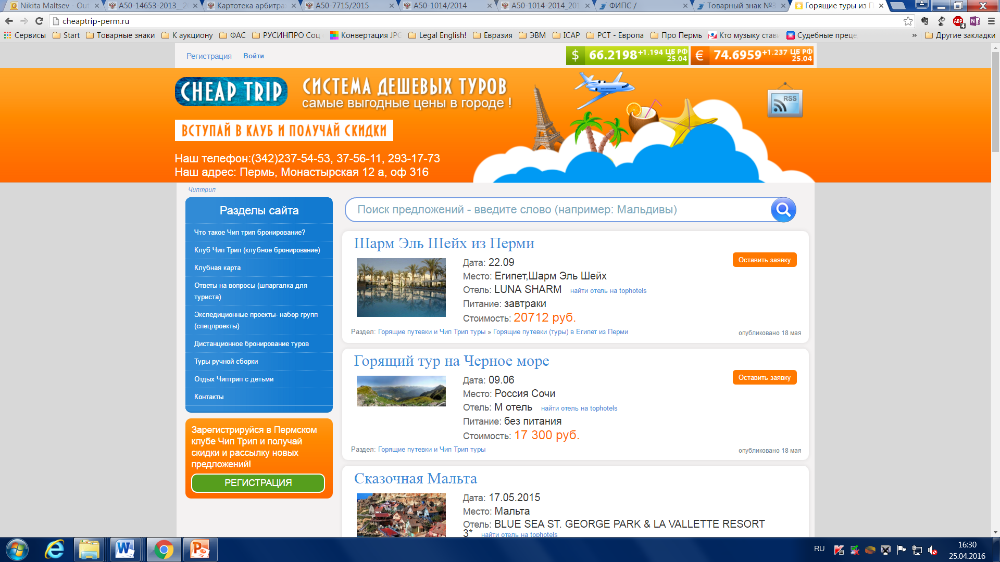 Nikita Maltsev - Out
A50-14653-2013__2
Картотека арбитра
A50-7715/2015
A50-1014/2014
A50-1014-2014_201
ФИПС /
Товарный знак №3
Горящие туры из П
cheaptrip-perm.ru
Сервисы
Start
Товарные знаки
К аукциону
ФАС
РУСИНПРО Соц
Конвертация JPG
Legal English!
Евразия
ЭВМ
ICAP
РСТ - Европа
Про Пермь
Кто музыку стави
Судебные преце
»
Другие закладки
Регистрация Войти
$ 66.2198 +1.194 ЦБ РФ 25.04
€ 74.6959 +1.237 ЦБ РФ 25.04
CHEAP TRIP
СИСТЕМА ДЕШЕВЫХ ТУРОВ
самые выгодные цены в городе !
RSS
ВСТУПАЙ В КЛУБ И ПОЛУЧАЙ СКИДКИ
Наш телефон:(342)237-54-53, 37-56-11, 293-17-73
Наш адрес: Пермь, Монастырская 12 а, оф 316
Чиптрип
Разделы сайта
Что такое Чип трип бронирование?
Клуб Чип Трип (клубное бронирование)
Клубная карта
Ответы на вопросы (шпаргалка для
туриста)
Экспедиционные проекты- набор групп
(спецпроекты)
Дистанционное бронирование туров
Туры ручной сборки
Отдых Чиптрип с детьми
Контакты
Зарегистрируйся в Пермском
клубе Чип Трип и получай
скидки и рассылку новых
предложений!
РЕГИСТРАЦИЯ
Поиск предложений - введите слово (например: Мальдивы)
Шарм Эль Шейх из Перми
Дата: 22.09
Оставить заявку
Место: Египет,Шарм Эль Шейх
Отель: LUNA SHARM найти отель на tophotels
Питание: завтраки
Стоимость: 20712 руб.
Раздел: Горящие путевки и Чип Трип туры » Горящие путевки (туры) в Египет из Перми
опубликовано 18 мая
Горящий тур на Черное море
Дата: 09.06
Оставить заявку
Место: Россия Сочи
Отель: М отель найти отель на tophotels
Питание: без питания
Стоимость: 17 300 руб.
Раздел: Горящие путевки и Чип Трип туры
опубликовано 18 мая
Сказочная Мальта
Дата: 17.05.2015
Место: Мальта
Отель: BLUE SEA ST. GEORGE PARK & LA VALLETTE RESORT
3* найти отель на tophotels
RU
16:30
25.04.2016